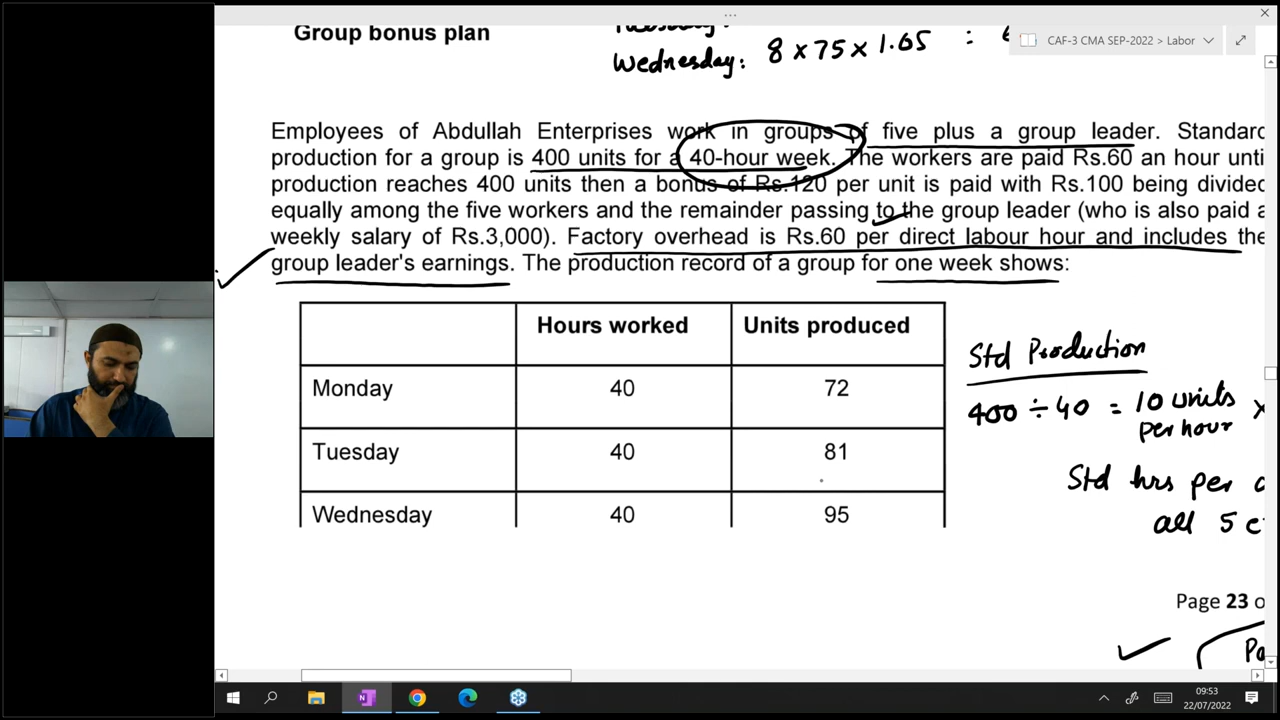 Group bonus plan
Wednesday: 8 x 75 x 1.65 :
CAF-3 CMA SEP-2022 > Labor
Employees of Abdullah Enterprises work in groups of five plus a group leader. Standard
production for a group is 400 units for a 40-hour week. The workers are paid Rs.60 an hour unti
production reaches 400 units then a bonus of Rs.120 per unit is paid with Rs.100 being divided
equally among the five workers and the remainder passing to the group leader (who is also paid a
weekly salary of Rs.3,000). Factory overhead is Rs.60 per direct labour hour and includes the
group leader's earnings. The production record of a group for one week shows:
Hours worked Units produced
Monday 40 72
Tuesday 40 81
Wednesday 40 95
Std Production
400 ÷ 40 = 10 units x
per hour
Std hrs per
all 5
Page 23 o
09:53
22/07/2022